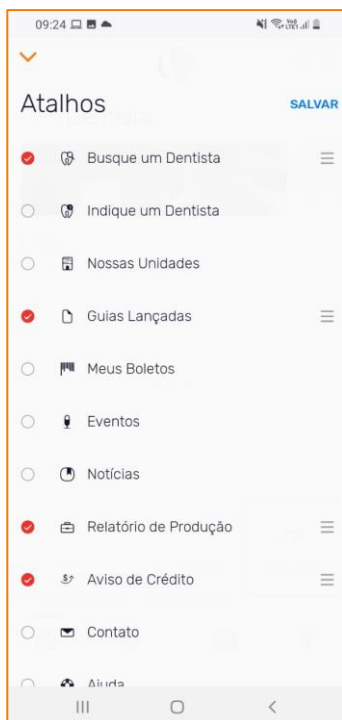 09:24
Atalhos
SALVAR
Busque um Dentista
Indique um Dentista
Nossas Unidades
Guias Lançadas
Meus Boletos
Eventos
Notícias
Relatório de Produção
Aviso de Crédito
Contato
Ajuda